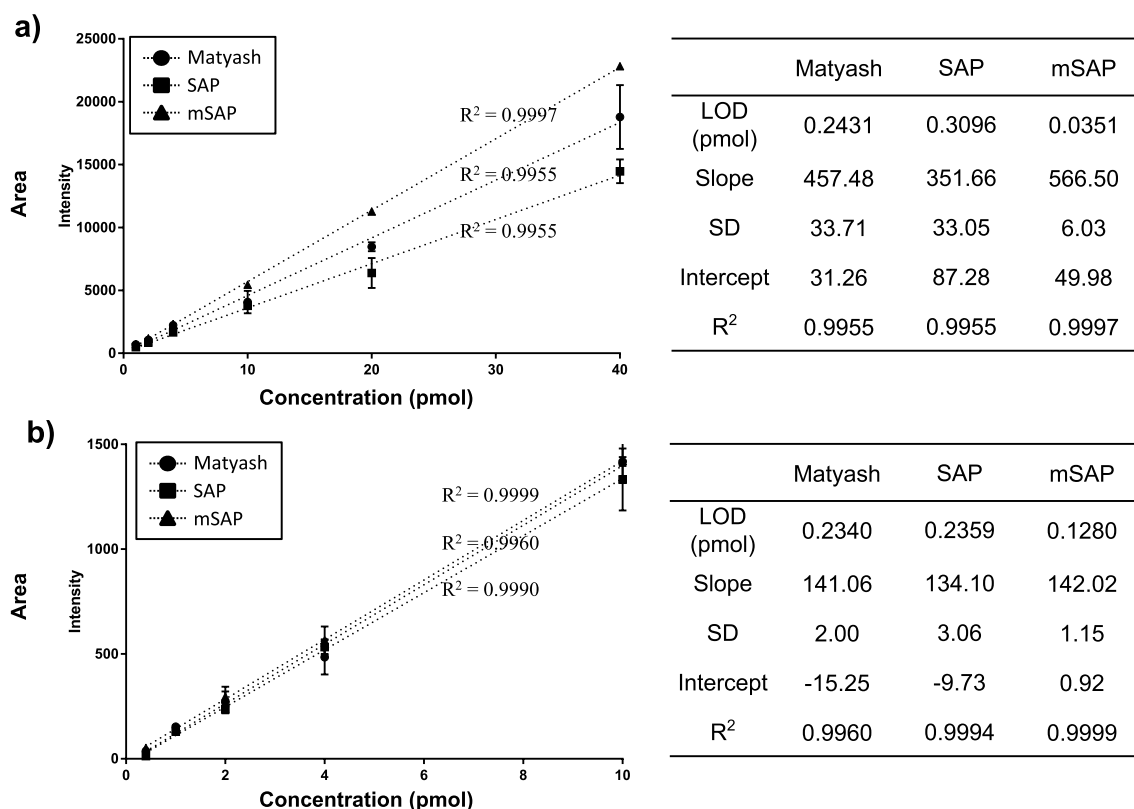 a)
Matyash
SAP
mSAP
25000
20000
15000
10000
5000
0
Area
Intensity
R² = 0.9997
R² = 0.9955
R² = 0.9955
0 10 20 30 40
Concentration (pmol)
Matyash SAP mSAP
LOD
(pmol) 0.2431 0.3096 0.0351
Slope 457.48 351.66 566.50
SD 33.71 33.05 6.03
Intercept 31.26 87.28 49.98
R² 0.9955 0.9955 0.9997
b)
Matyash
SAP
mSAP
1500
1000
500
0
Area
Intensity
R² = 0.9999
R² = 0.9960
R² = 0.9990
0 2 4 6 8 10
Concentration (pmol)
Matyash SAP mSAP
LOD
(pmol) 0.2340 0.2359 0.1280
Slope 141.06 134.10 142.02
SD 2.00 3.06 1.15
Intercept -15.25 -9.73 0.92
R² 0.9960 0.9994 0.9999